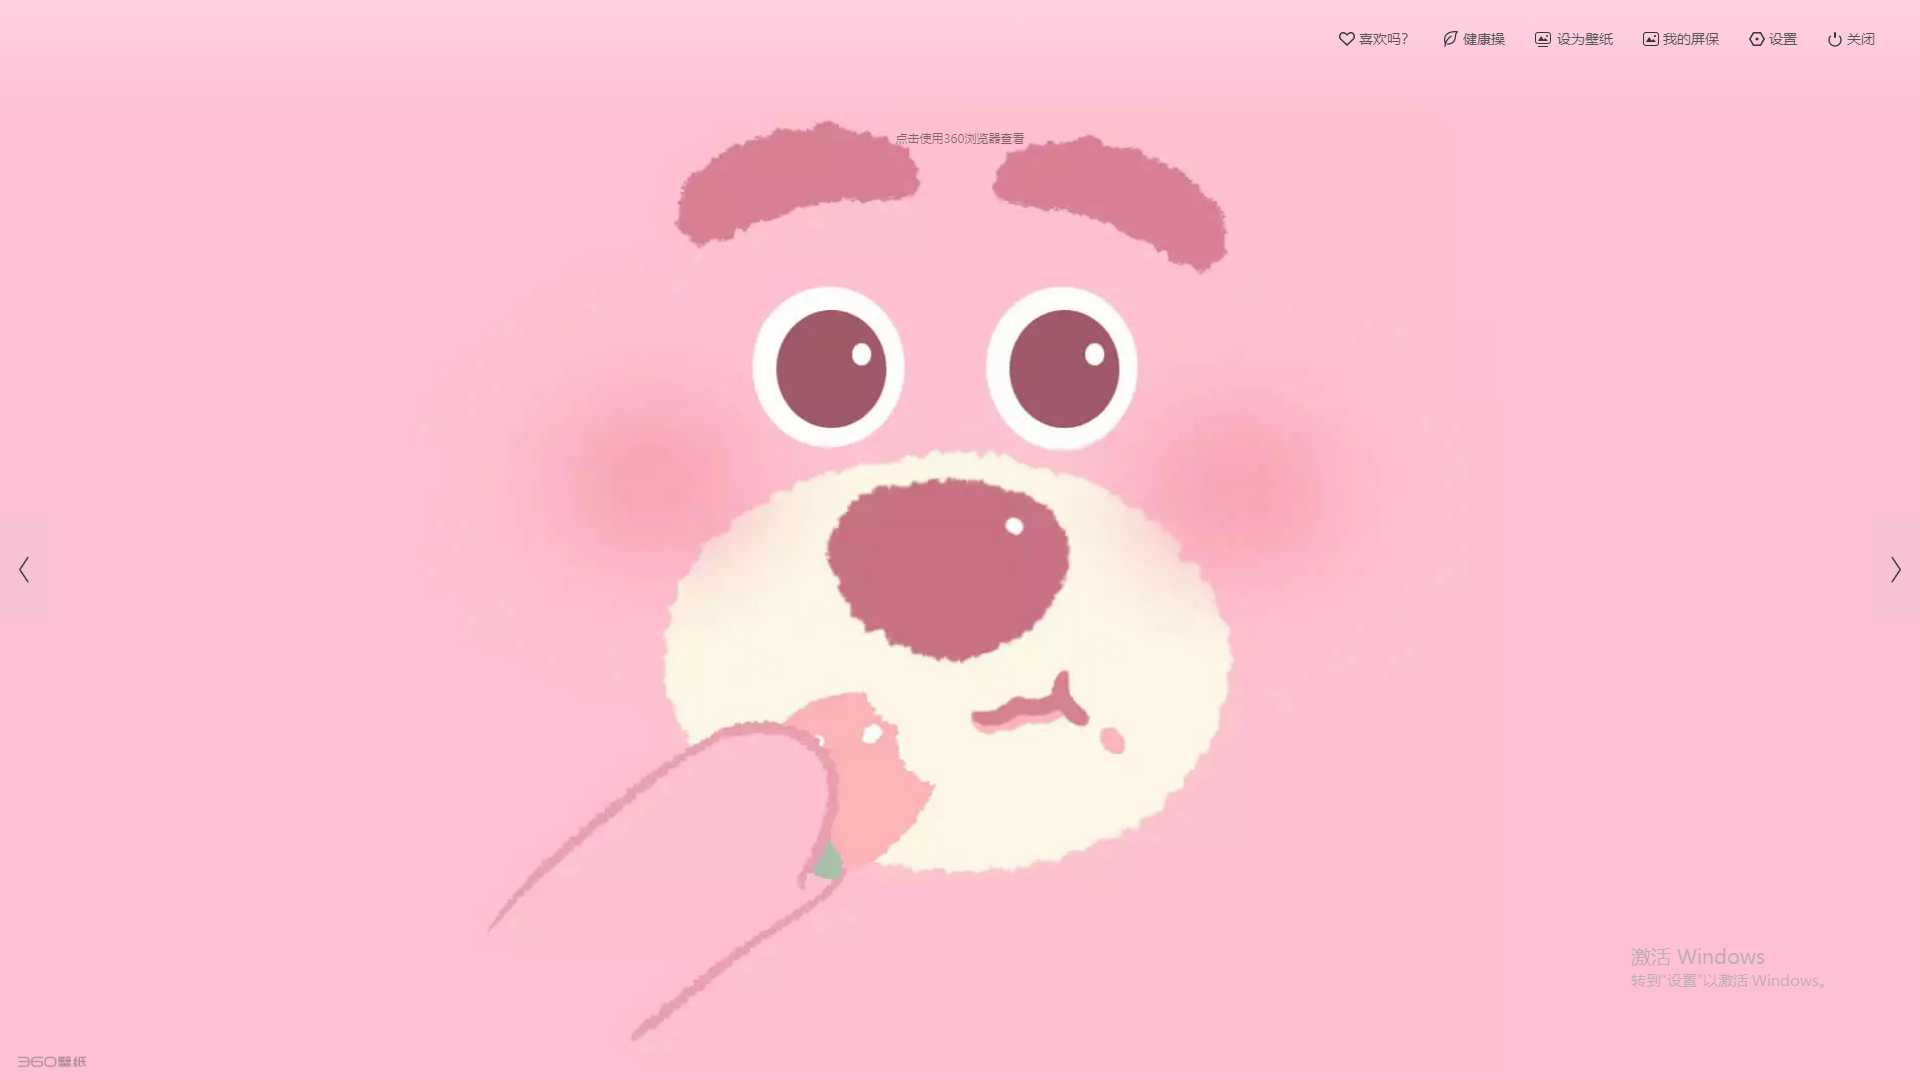 喜欢吗?
健康操
设为壁纸
我的屏保
设置
关闭
点击使用360浏览器查看
激活 Windows
转到"设置"以激活 Windows。
360壁纸